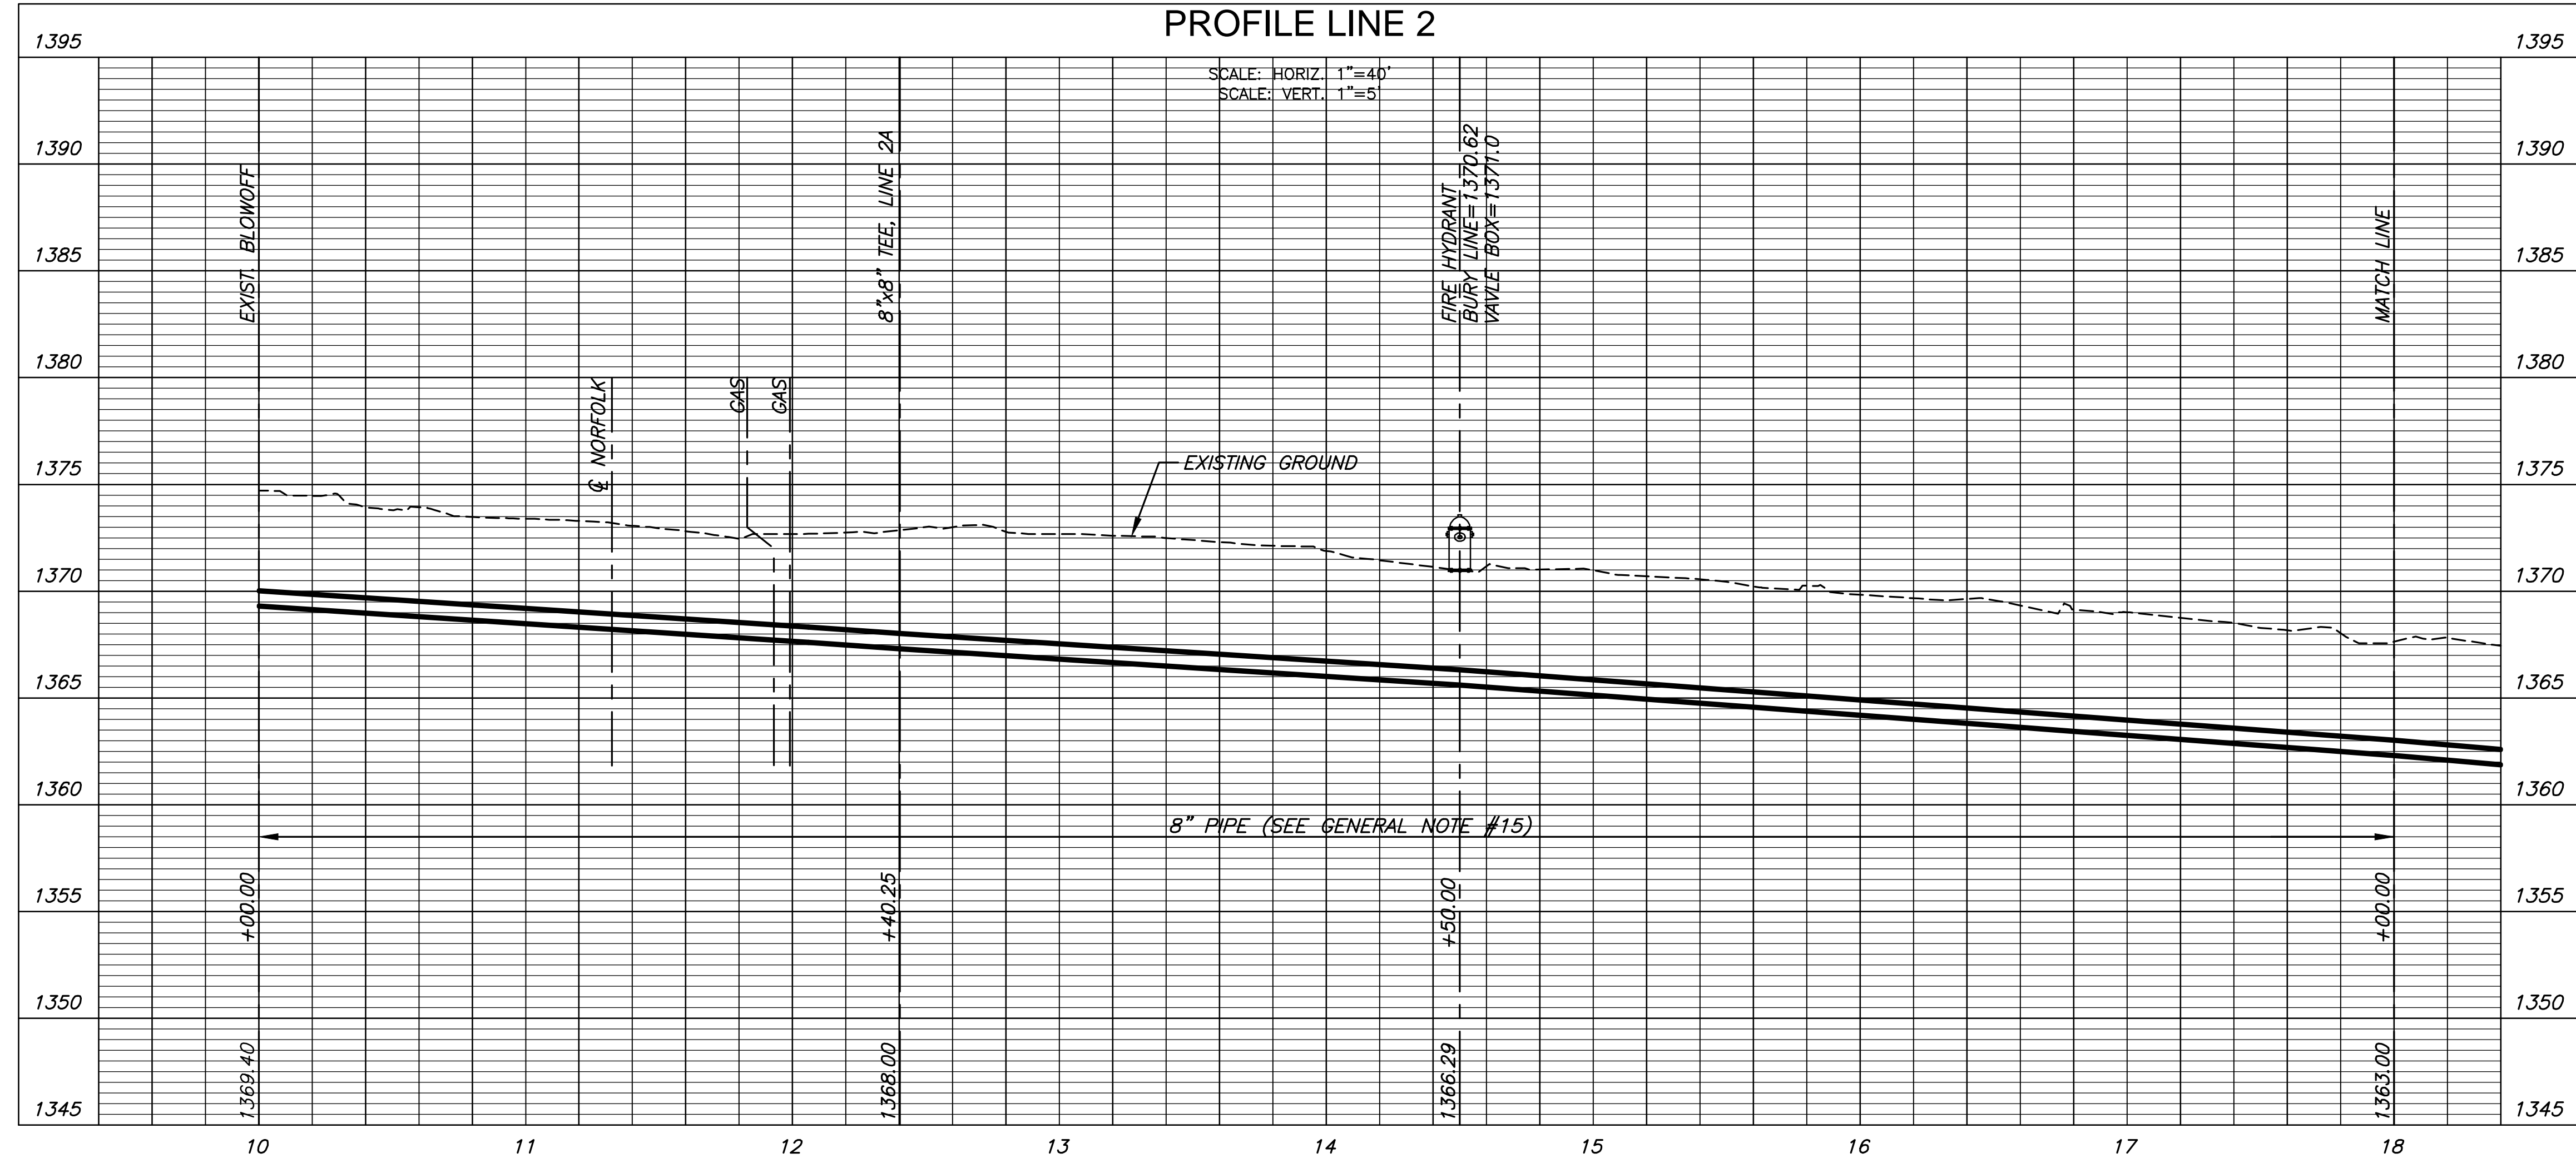 PROFILE LINE 2
SCALE: HORIZ. 1"=40'
SCALE: VERT. 1"=5'
1395
1395
1390
1390
1385
1385
1380
1380
1375
1375
1370
1370
1365
1365
1360
1360
1355
1355
1350
1350
1345
1345
EXIST. BLOWOFF
℄ NORFOLK
GAS
GAS
8"x8" TEE, LINE 2A
FIRE HYDRANT
BURY LINE=1370.62
VAVLE BOX=1371.0
MATCH LINE
EXISTING GROUND
8" PIPE (SEE GENERAL NOTE #15)
+00.00
+40.25
+50.00
+00.00
1369.40
1368.00
1366.29
1363.00
10 11 12 13 14 15 16 17 18